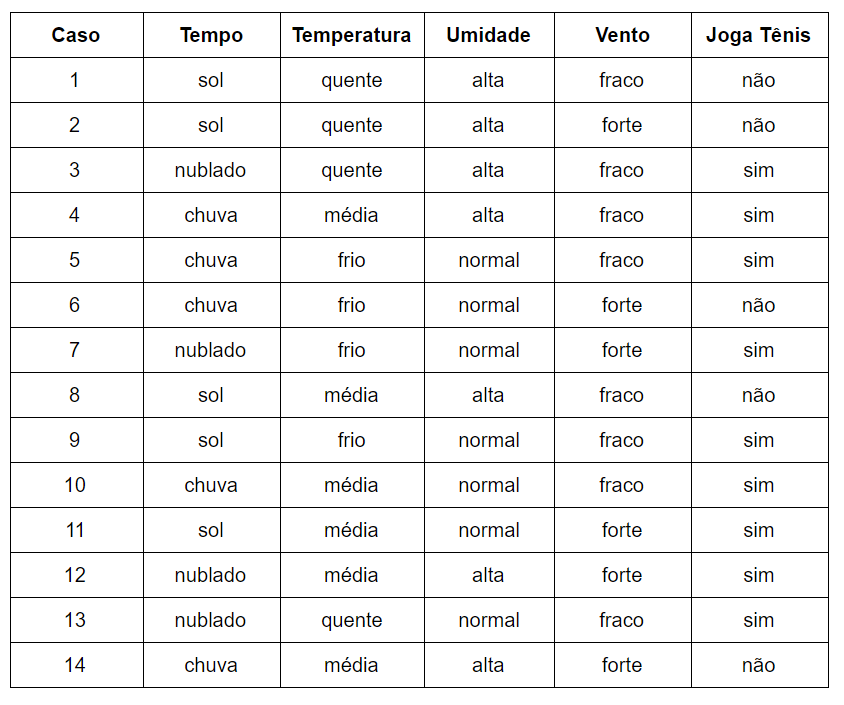 Caso Tempo Temperatura Umidade Vento Joga Tênis
1 sol quente alta fraco não
2 sol quente alta forte não
3 nublado quente alta fraco sim
4 chuva média alta fraco sim
5 chuva frio normal fraco sim
6 chuva frio normal forte não
7 nublado frio normal forte sim
8 sol média alta fraco não
9 sol frio normal fraco sim
10 chuva média normal fraco sim
11 sol média normal forte sim
12 nublado média alta forte sim
13 nublado quente normal fraco sim
14 chuva média alta forte não